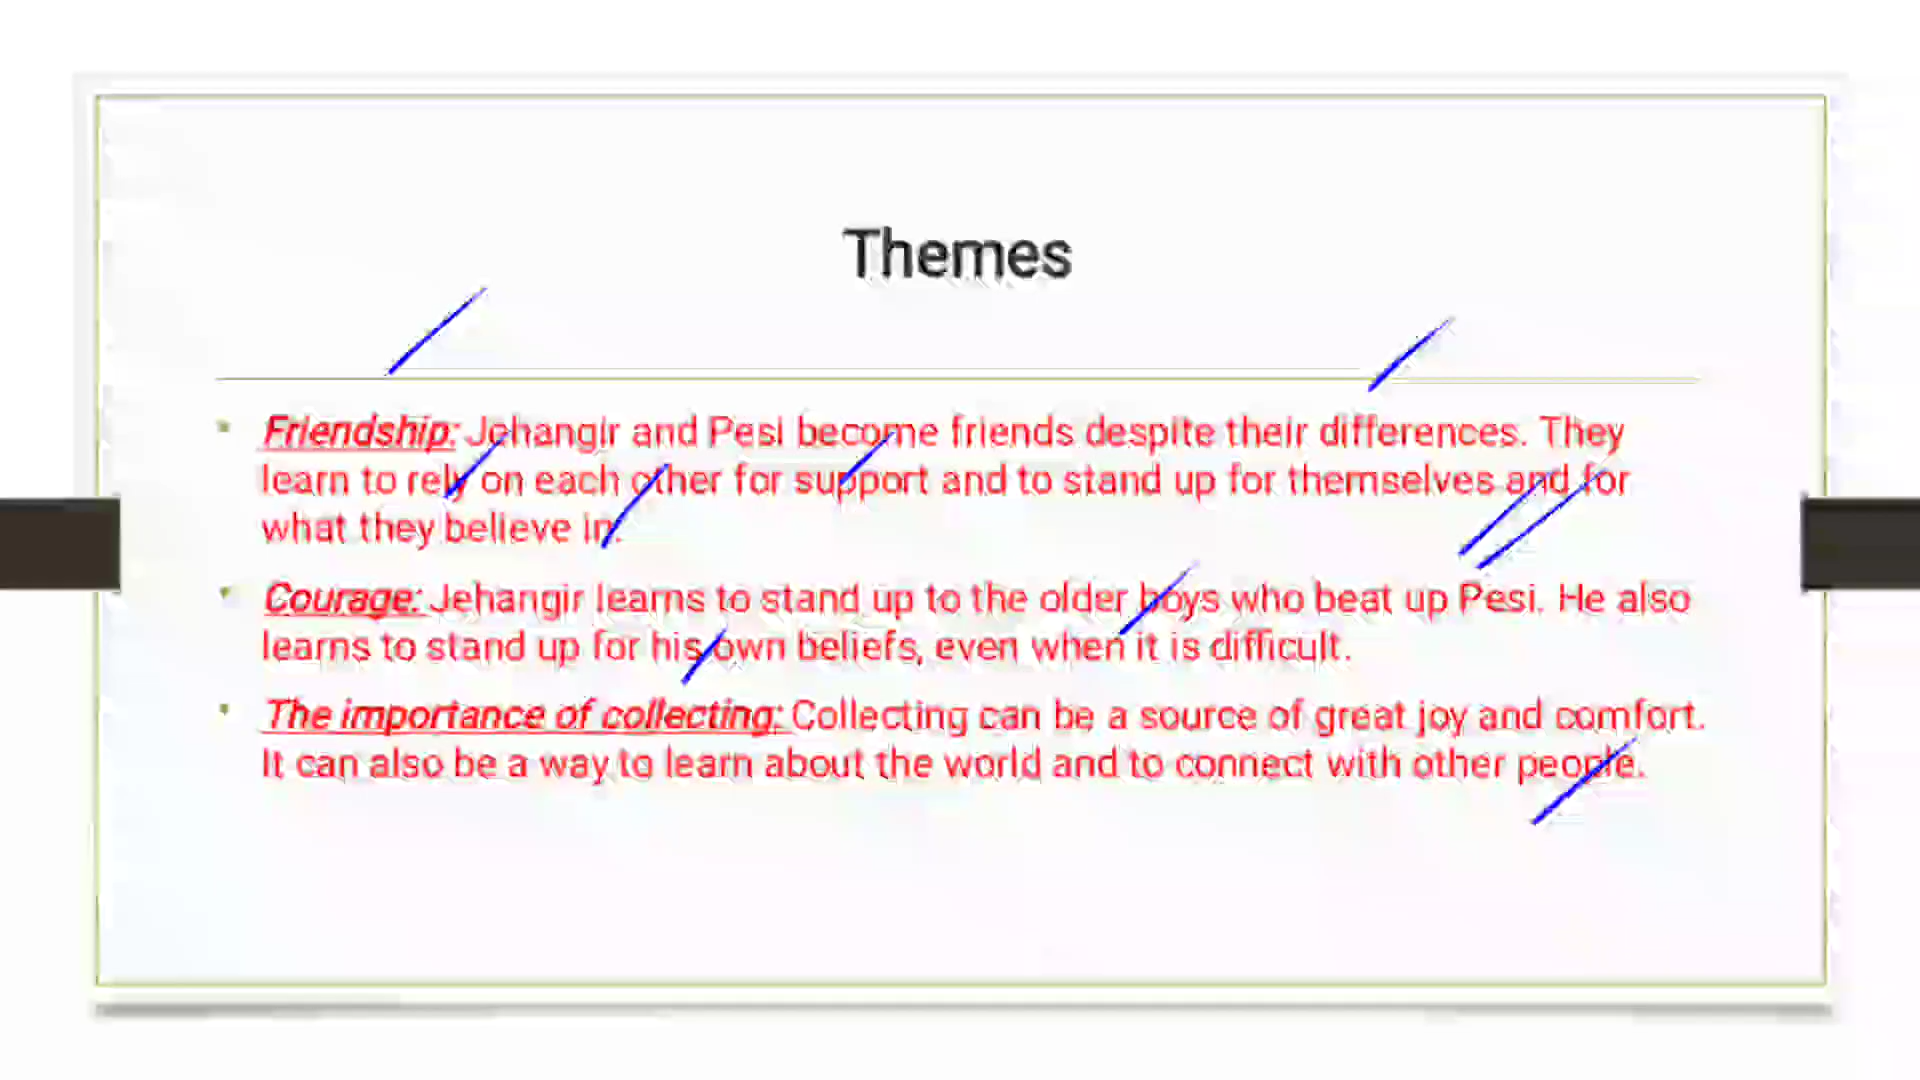 Themes
Friendship: Jehangir and Pesi become friends despite their differences. They
learn to rely on each other for support and to stand up for themselves and for
what they believe in.
Courage: Jehangir learns to stand up to the older boys who beat up Pesi. He also
learns to stand up for his own beliefs, even when it is difficult.
The importance of collecting: Collecting can be a source of great joy and comfort.
It can also be a way to learn about the world and to connect with other people.